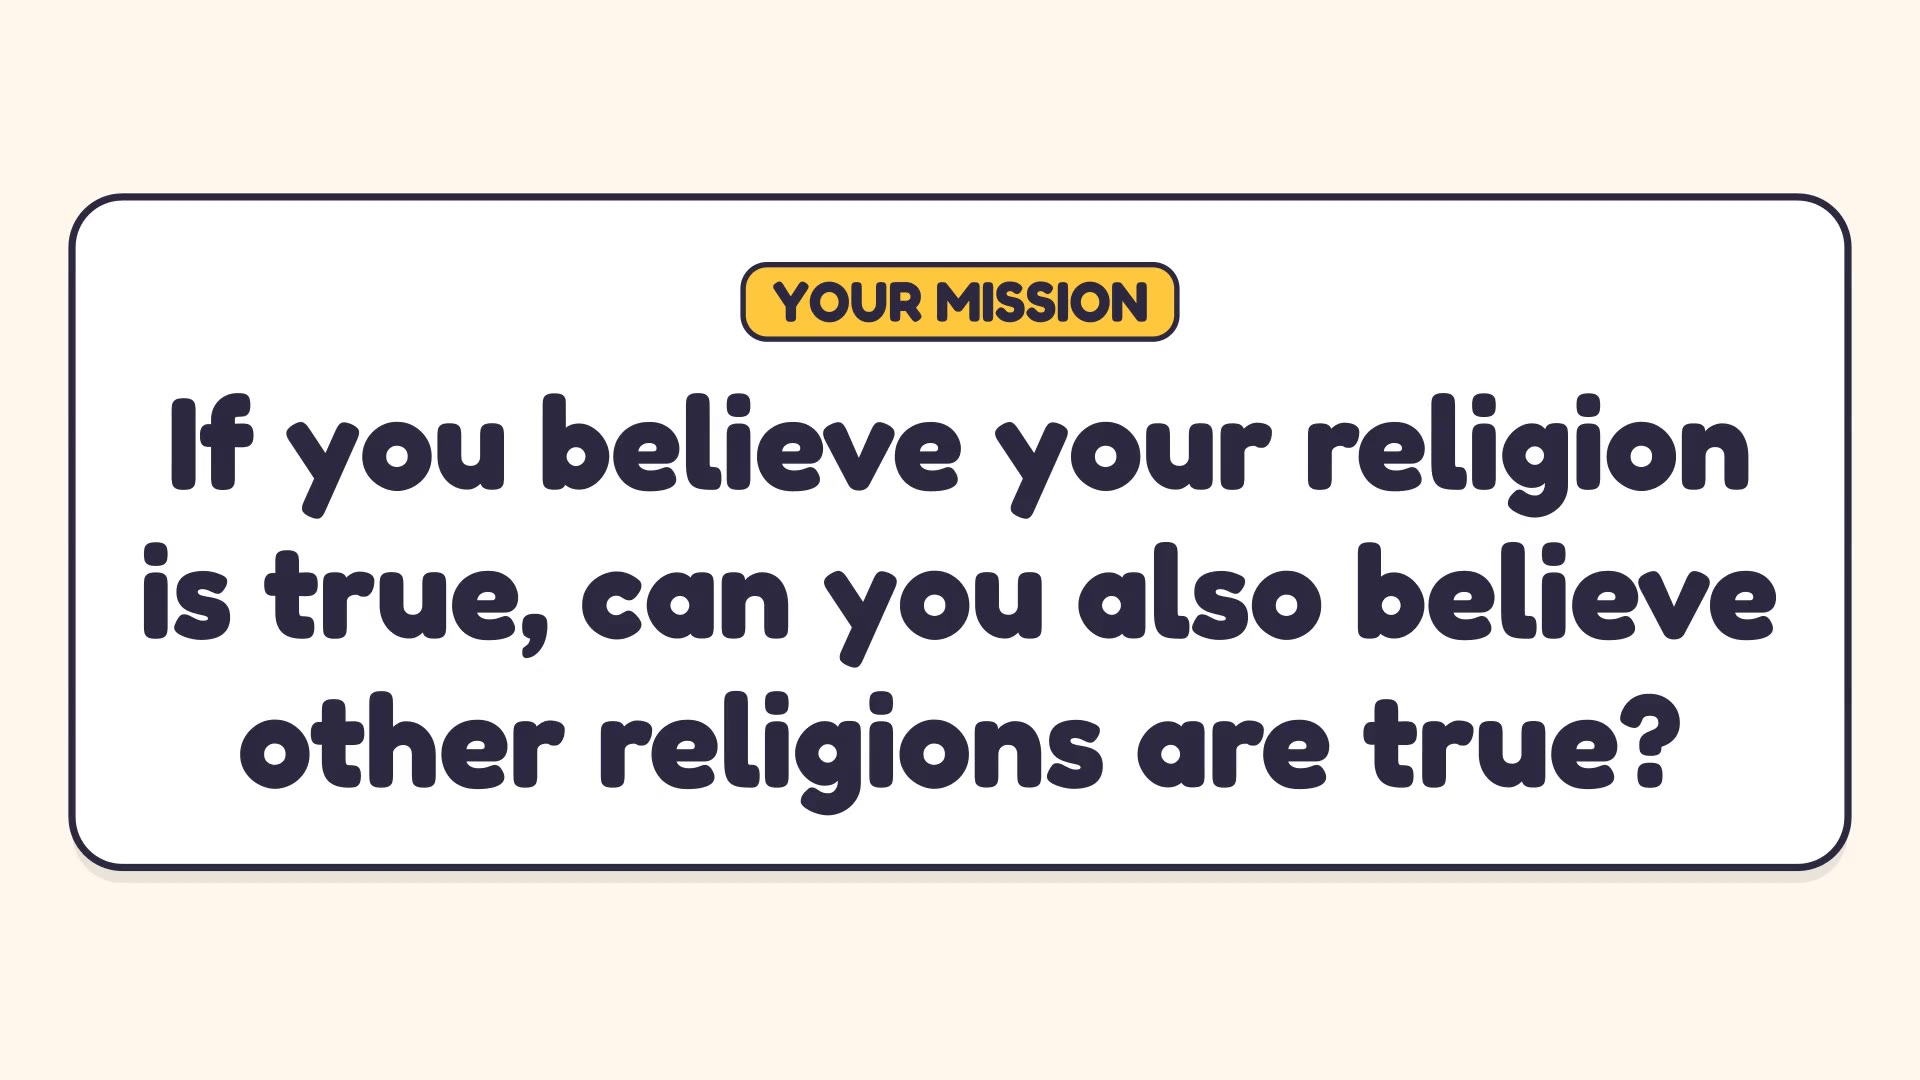 YOUR MISSION
If you believe your religion
is true, can you also believe
other religions are true?